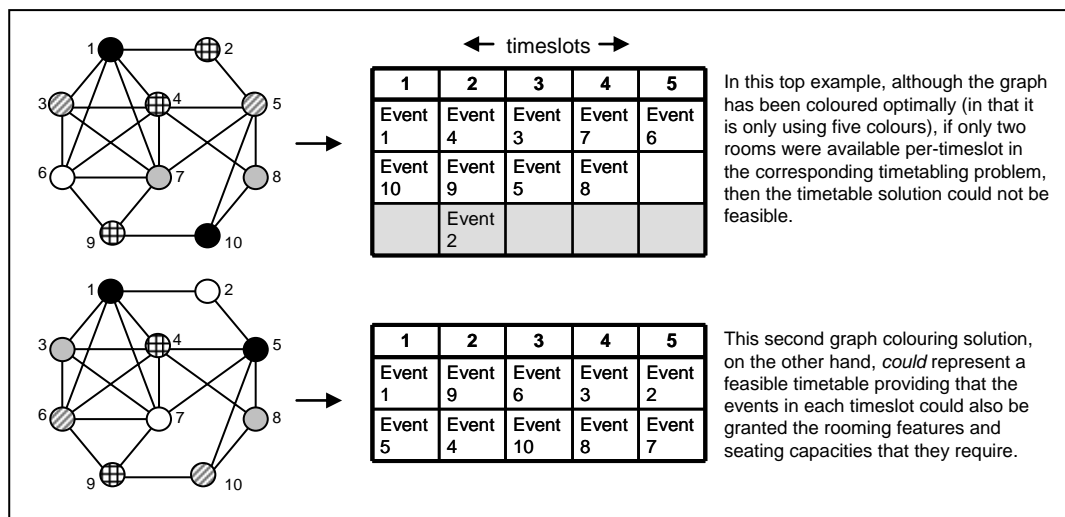 1
2
3
4
5
6
7
8
9
10
timeslots
1 2 3 4 5
Event Event Event Event Event
1 4 3 7 6
Event Event Event Event
10 9 5 8
Event
2
In this top example, although the graph
has been coloured optimally (in that it
is only using five colours), if only two
rooms were available per-timeslot in
the corresponding timetabling problem,
then the timetable solution could not be
feasible.
1
2
3
4
5
6
7
8
9
10
1 2 3 4 5
Event Event Event Event Event
1 9 6 3 2
Event Event Event Event Event
5 4 10 8 7
This second graph colouring solution,
on the other hand, could represent a
feasible timetable providing that the
events in each timeslot could also be
granted the rooming features and
seating capacities that they require.